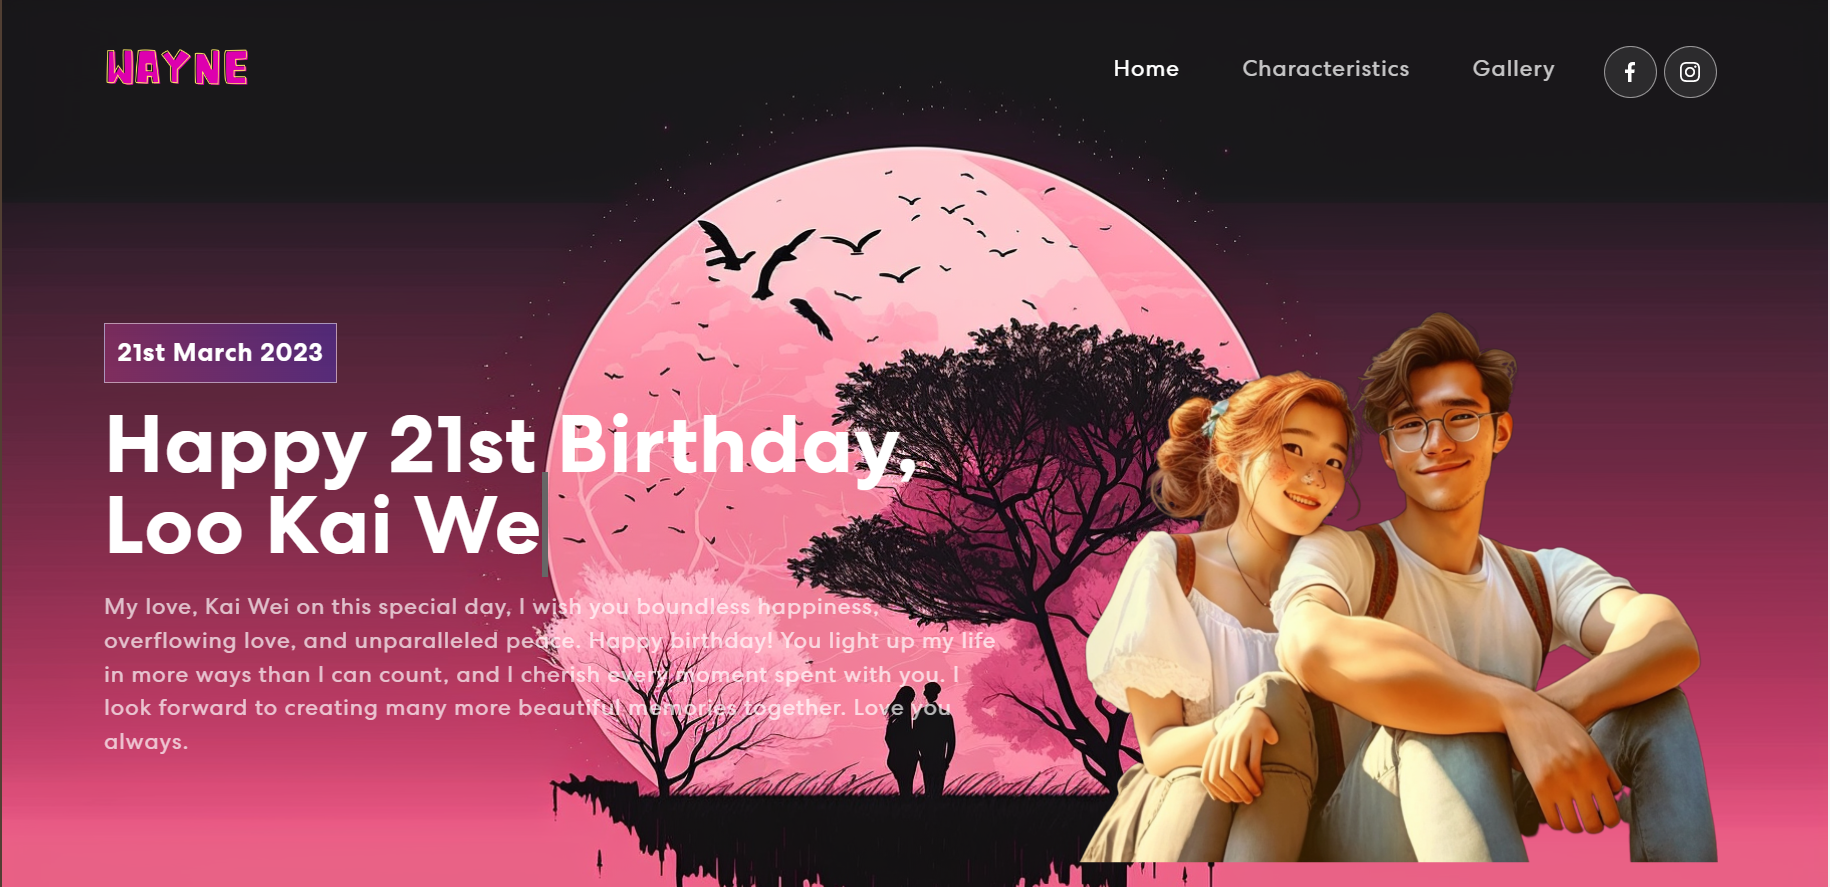 WAYNE
Home Characteristics Gallery
21st March 2023
Happy 21st Birthday,
Loo Kai We
My love, Kai Wei on this special day, I wish you boundless happiness,
overflowing love, and unparalleled peace. Happy birthday! You light up my life
in more ways than I can count, and I cherish every moment spent with you. I
look forward to creating many more beautiful memories together. Love you
always.